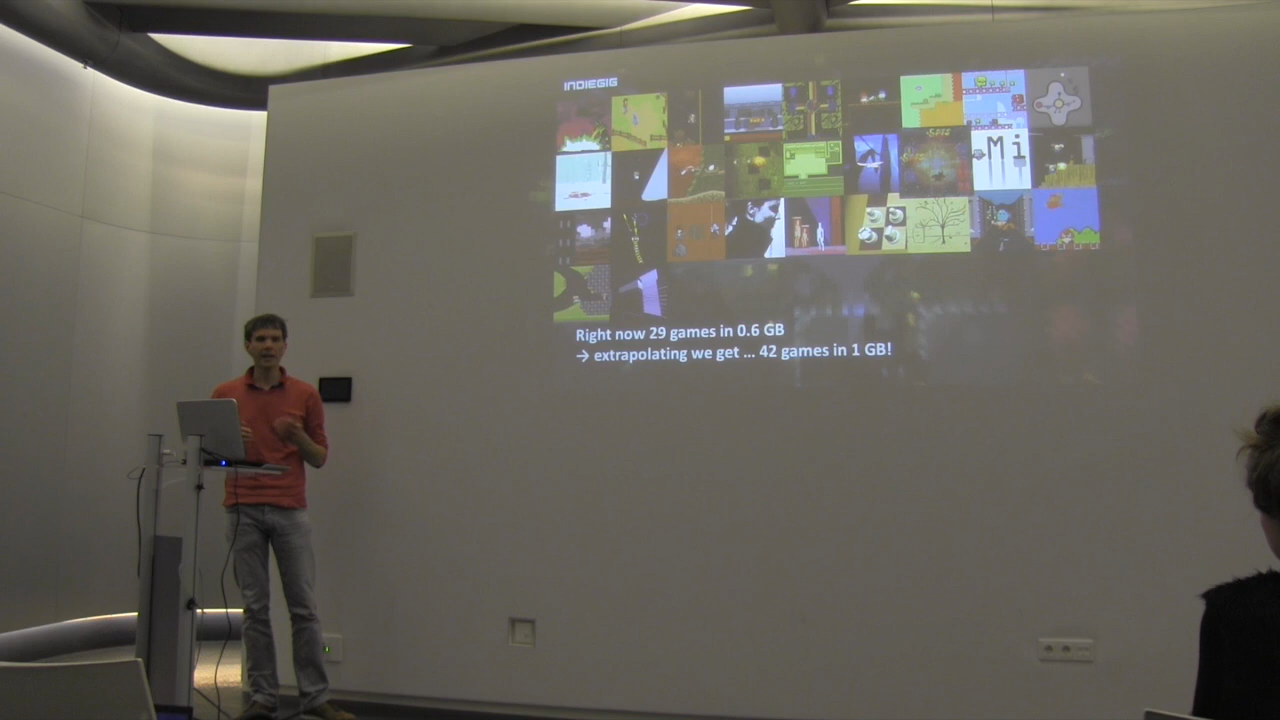 INDIEGIG
Mi
Right now 29 games in 0.6 GB
→ extrapolating we get ... 42 games in 1 GB!